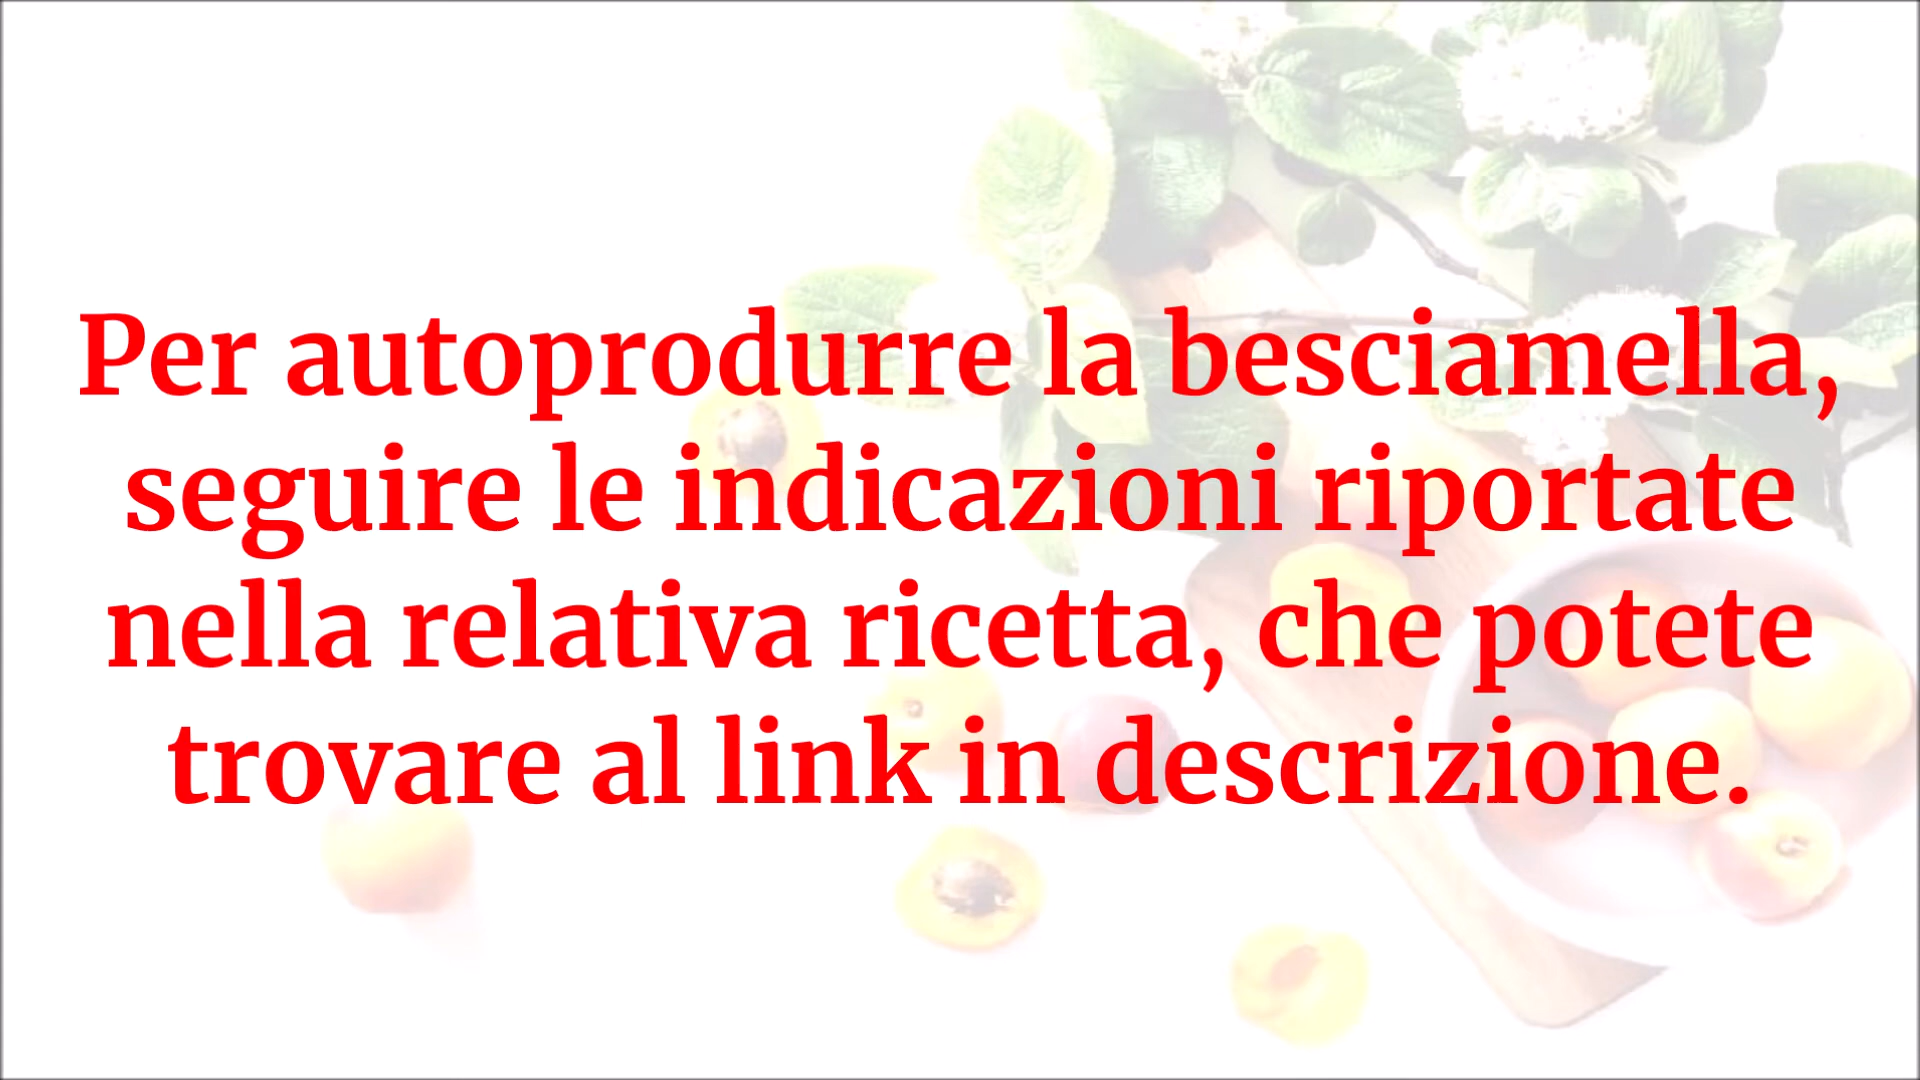 Per autoprodurre la besciamella,
seguire le indicazioni riportate
nella relativa ricetta, che potete
trovare al link in descrizione.